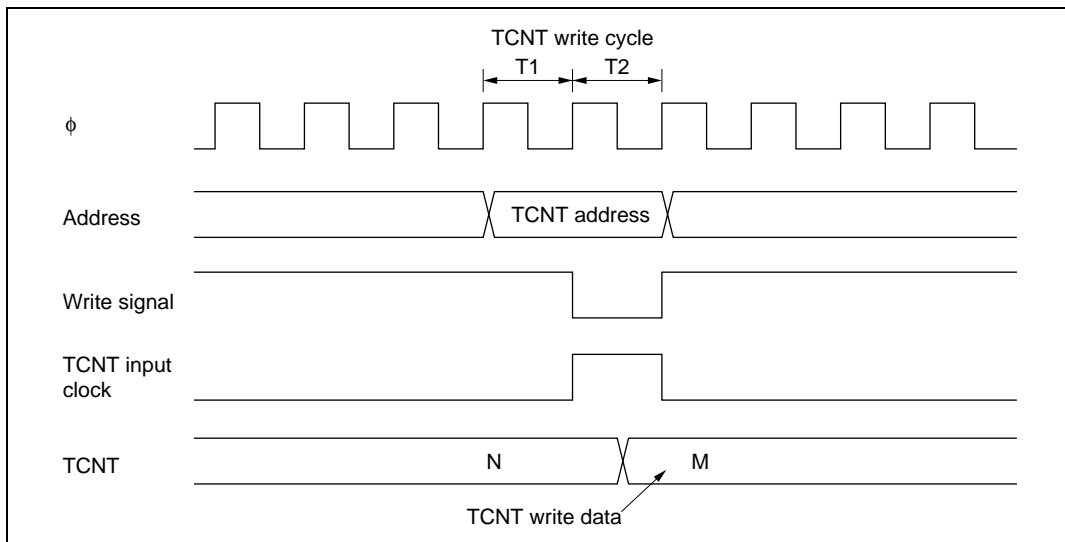 TCNT write cycle
T1 T2
ϕ
Address
TCNT address
Write signal
TCNT input
clock
TCNT
N
M
TCNT write data